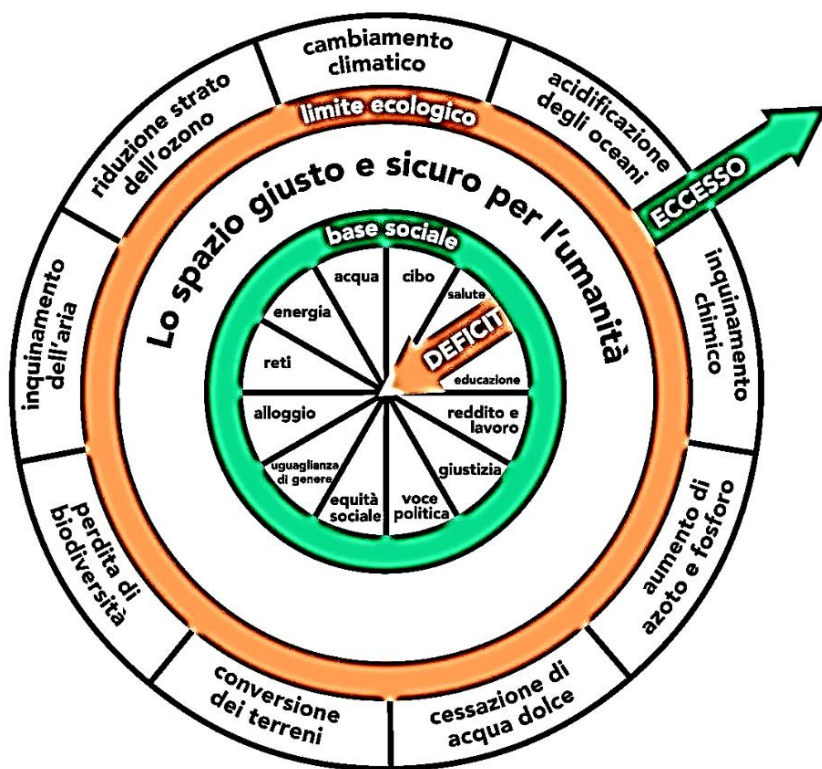 cambiamento
climatico
acidificazione
degli oceani
ECCESSO
inquinamento
chimico
aumento di
azoto e fosforo
cessazione di
acqua dolce
conversione
dei terreni
perdita di
biodiversità
inquinamento
dell'aria
riduzione strato
dell'ozono
limite ecologico
Lo spazio giusto e sicuro per l'umanità
base sociale
acqua
cibo
salute
DEFICIT
educazione
reddito e
lavoro
giustizia
voce
politica
equità
sociale
uguaglianza
di genere
alloggio
reti
energia